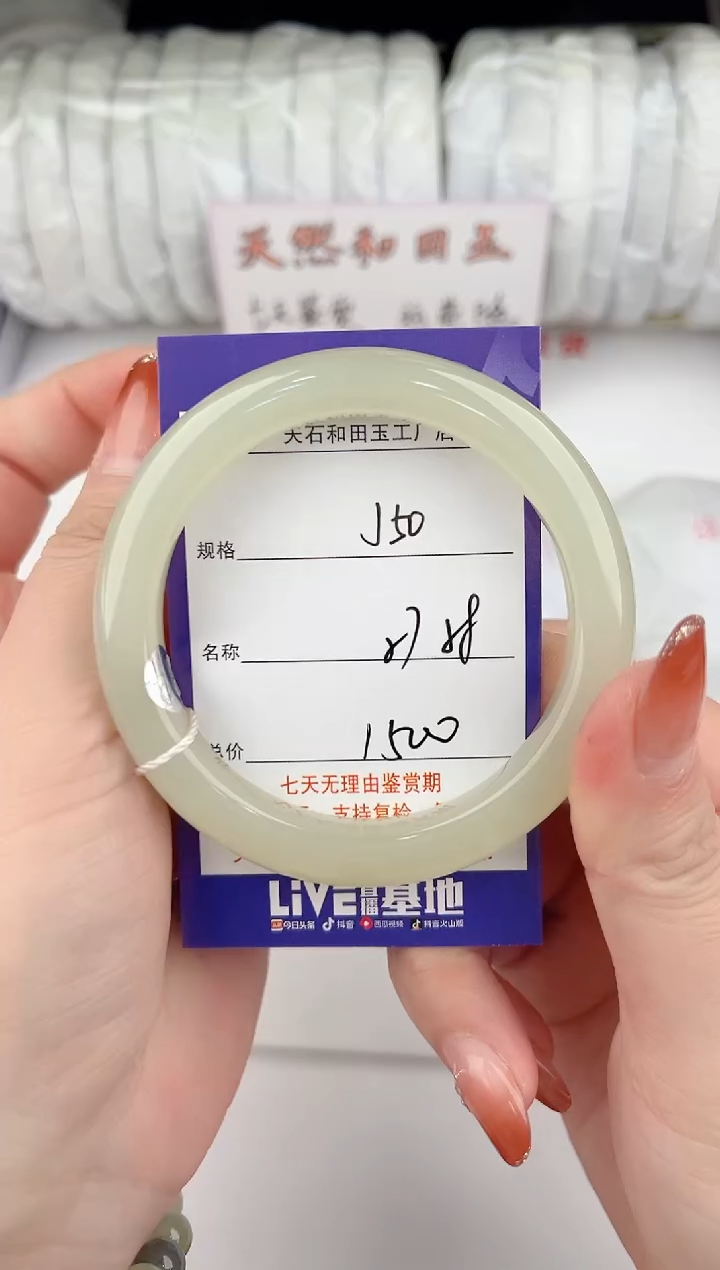 天然和田玉
天石和田玉工厂店
规格 J50
名称
总价 1500
七天无理由鉴赏期
支持复检
LiVE直播基地
今日头条 抖音 西瓜视频 抖音火山版